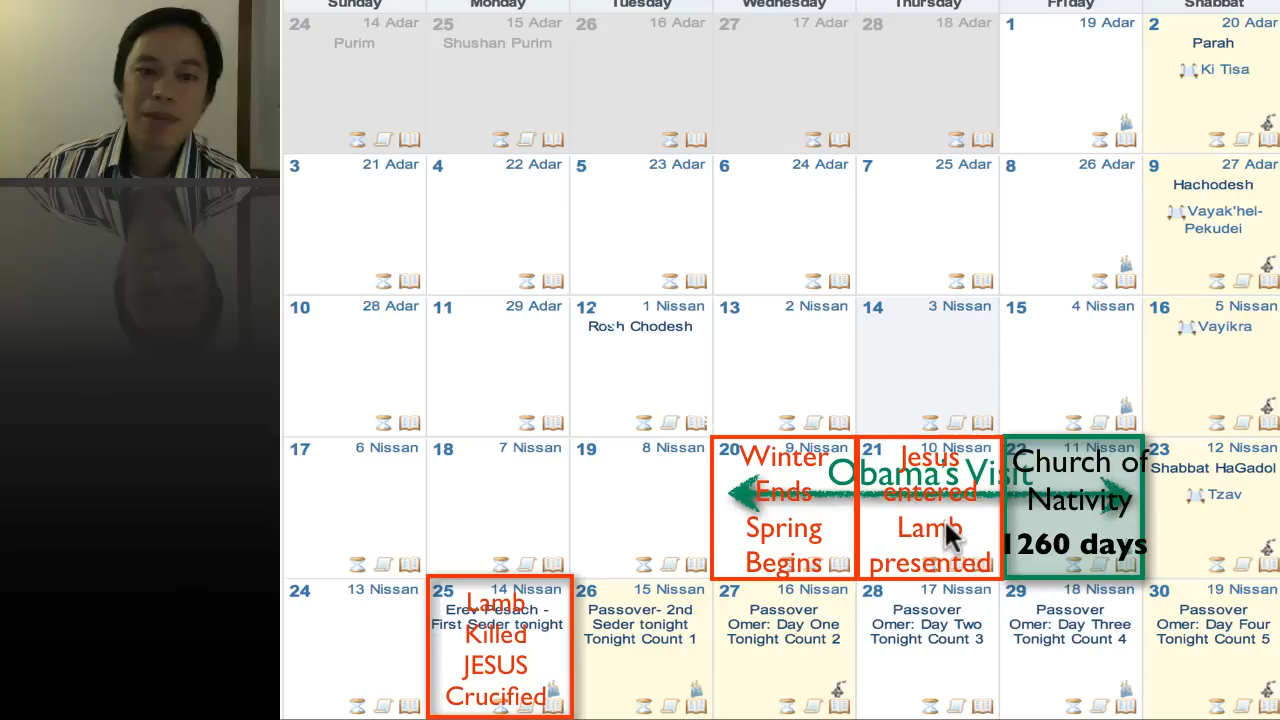 Sunday Monday Tuesday Wednesday Thursday Friday Shabbat
24 14 Adar
Purim
25 15 Adar
Shushan Purim
26 16 Adar
27 17 Adar
28 18 Adar
1 19 Adar
2 20 Adar
Parah
Ki Tisa
3 21 Adar
4 22 Adar
5 23 Adar
6 24 Adar
7 25 Adar
8 26 Adar
9 27 Adar
Hachodesh
Vayak'hel-
Pekudei
10 28 Adar
11 29 Adar
12 1 Nissan
Rosh Chodesh
13 2 Nissan
14 3 Nissan
15 4 Nissan
16 5 Nissan
Vayikra
17 6 Nissan
18 7 Nissan
19 8 Nissan
20 9 Nissan
Winter
Ends
Spring
Begins
Obama's Visit
21 10 Nissan
Jesus
entered
Lamb
presented
22 11 Nissan
Church of
Nativity
1260 days
23 12 Nissan
Shabbat HaGadol
Tzav
24 13 Nissan
25 14 Nissan
Erev Pesach -
First Seder tonight
Lamb
Killed
JESUS
Crucified
26 15 Nissan
Passover- 2nd
Seder tonight
Tonight Count 1
27 16 Nissan
Passover
Omer: Day One
Tonight Count 2
28 17 Nissan
Passover
Omer: Day Two
Tonight Count 3
29 18 Nissan
Passover
Omer: Day Three
Tonight Count 4
30 19 Nissan
Passover
Omer: Day Four
Tonight Count 5